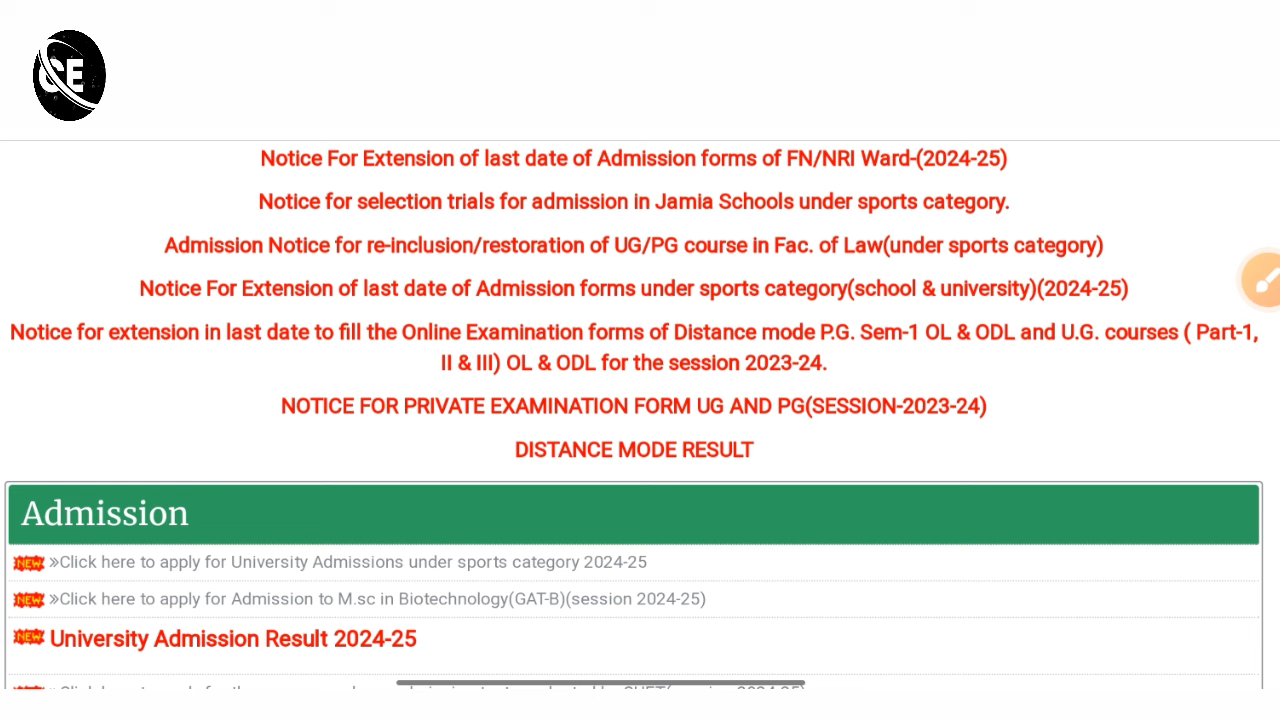 CE
Notice For Extension of last date of Admission forms of FN/NRI Ward-(2024-25)
Notice for selection trials for admission in Jamia Schools under sports category.
Admission Notice for re-inclusion/restoration of UG/PG course in Fac. of Law(under sports category)
Notice For Extension of last date of Admission forms under sports category(school & university)(2024-25)
Notice for extension in last date to fill the Online Examination forms of Distance mode P.G. Sem-1 OL & ODL and U.G. courses ( Part-1,
II & III) OL & ODL for the session 2023-24.
NOTICE FOR PRIVATE EXAMINATION FORM UG AND PG(SESSION-2023-24)
DISTANCE MODE RESULT
Admission
NEW »Click here to apply for University Admissions under sports category 2024-25
NEW »Click here to apply for Admission to M.sc in Biotechnology(GAT-B)(session 2024-25)
NEW University Admission Result 2024-25